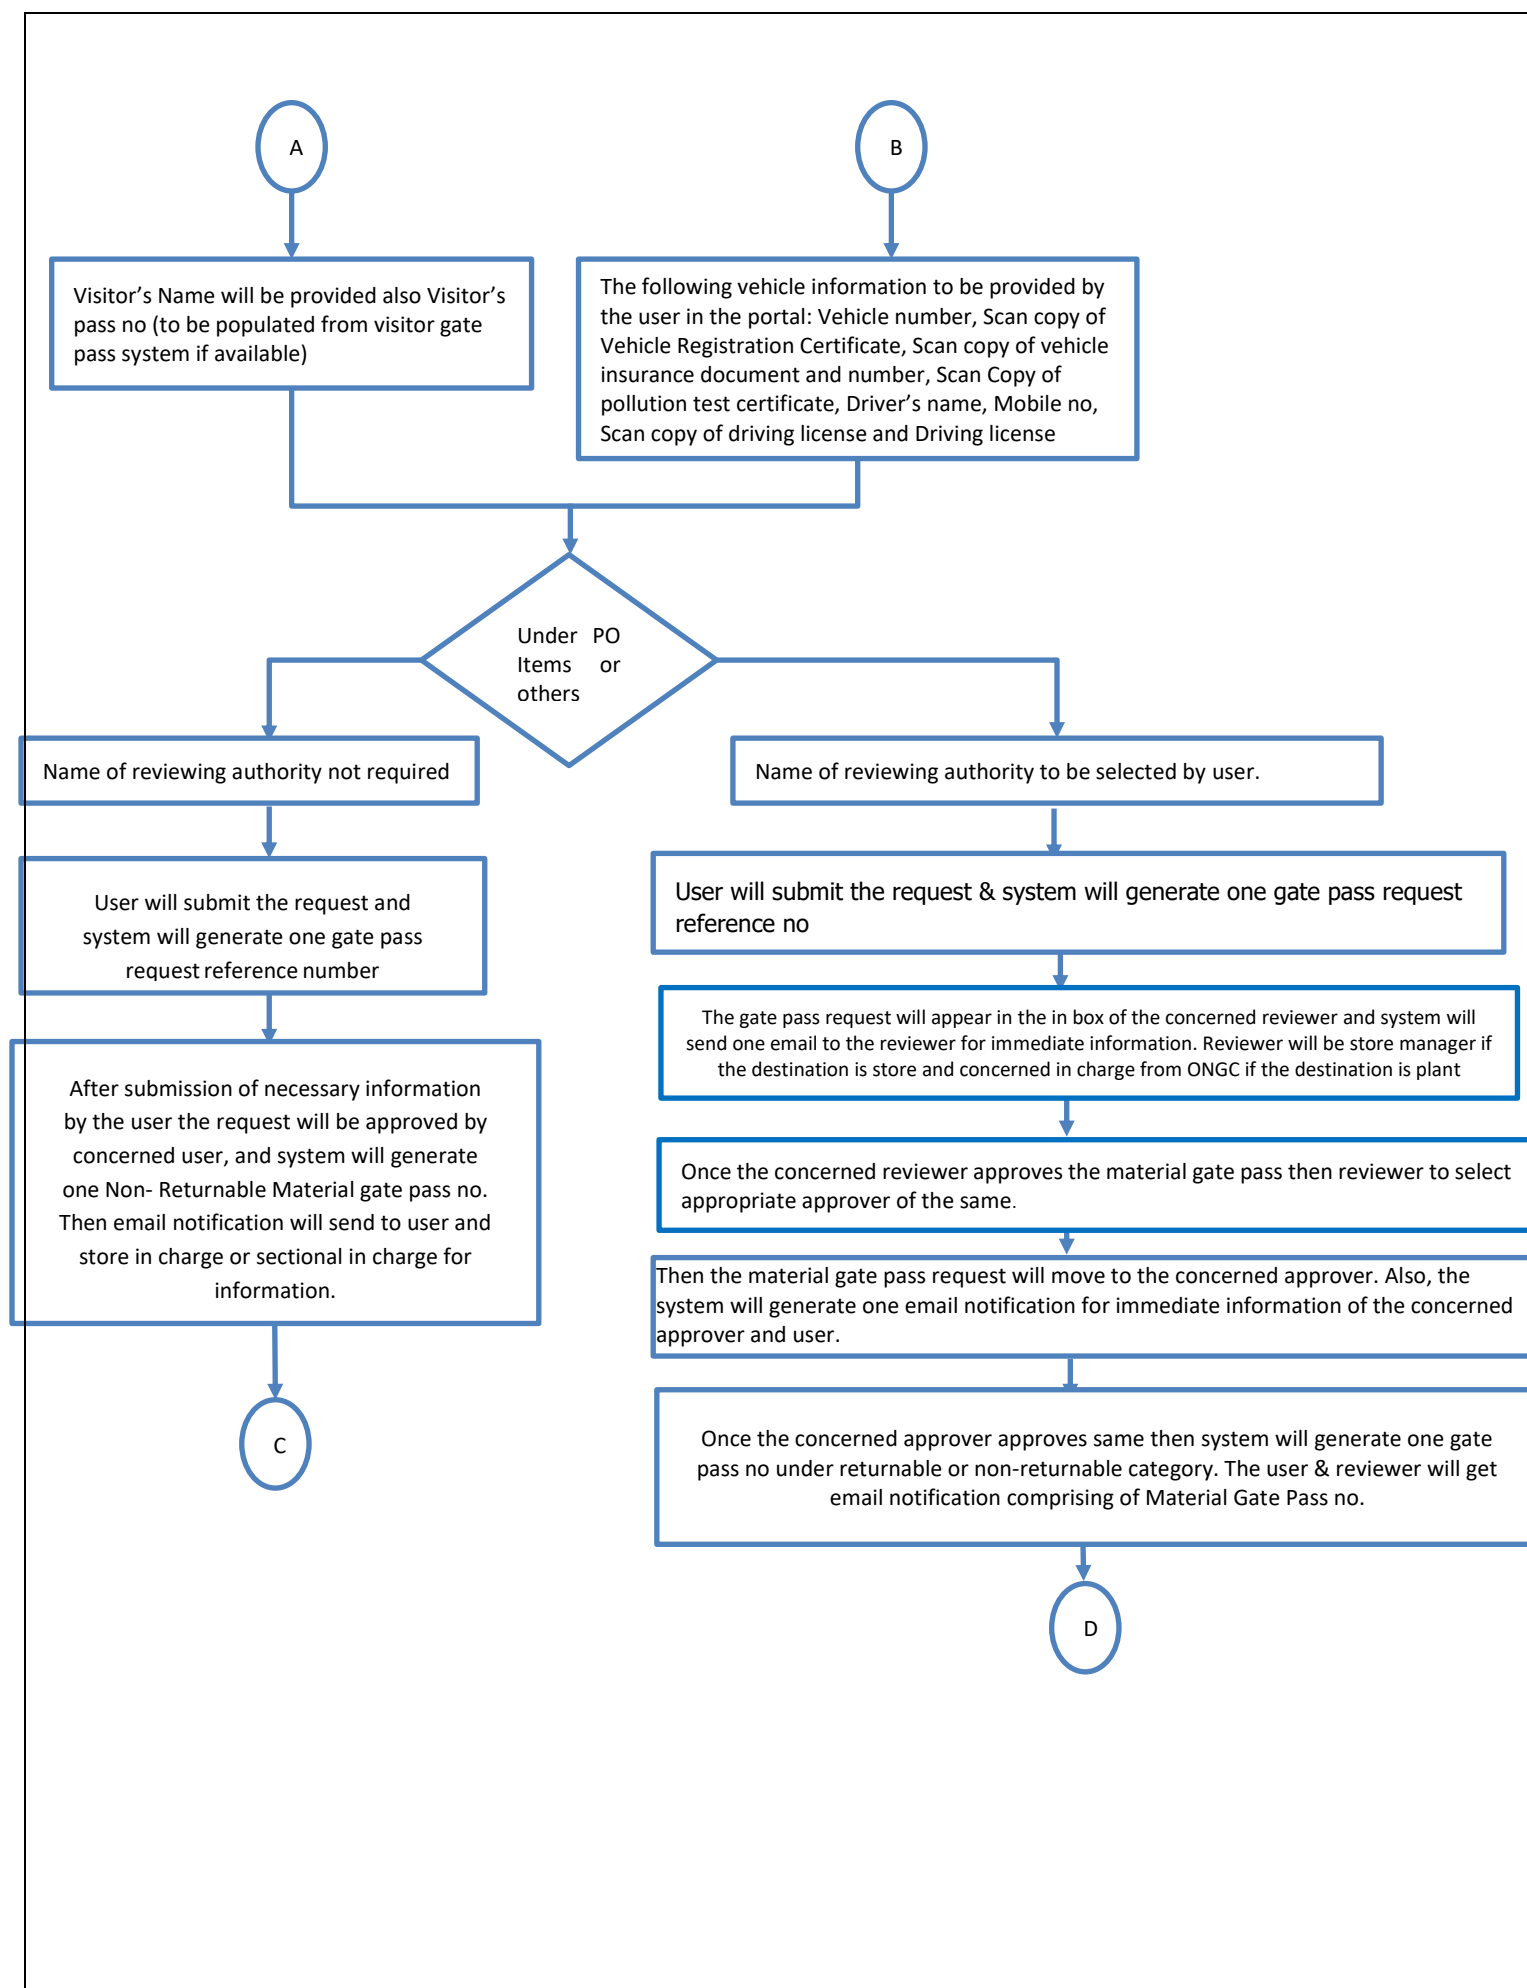 A
B
Visitor’s Name will be provided also Visitor’s
pass no (to be populated from visitor gate
pass system if available)
The following vehicle information to be provided by
the user in the portal: Vehicle number, Scan copy of
Vehicle Registration Certificate, Scan copy of vehicle
insurance document and number, Scan Copy of
pollution test certificate, Driver’s name, Mobile no,
Scan copy of driving license and Driving license
Under PO
Items or
others
Name of reviewing authority not required
Name of reviewing authority to be selected by user.
User will submit the request and
system will generate one gate pass
request reference number
User will submit the request & system will generate one gate pass request
reference no
The gate pass request will appear in the in box of the concerned reviewer and system will
send one email to the reviewer for immediate information. Reviewer will be store manager if
the destination is store and concerned in charge from ONGC if the destination is plant
After submission of necessary information
by the user the request will be approved by
concerned user, and system will generate
one Non- Returnable Material gate pass no.
Then email notification will send to user and
store in charge or sectional in charge for
information.
Once the concerned reviewer approves the material gate pass then reviewer to select
appropriate approver of the same.
Then the material gate pass request will move to the concerned approver. Also, the
system will generate one email notification for immediate information of the concerned
approver and user.
Once the concerned approver approves same then system will generate one gate
pass no under returnable or non-returnable category. The user & reviewer will get
email notification comprising of Material Gate Pass no.
C
D